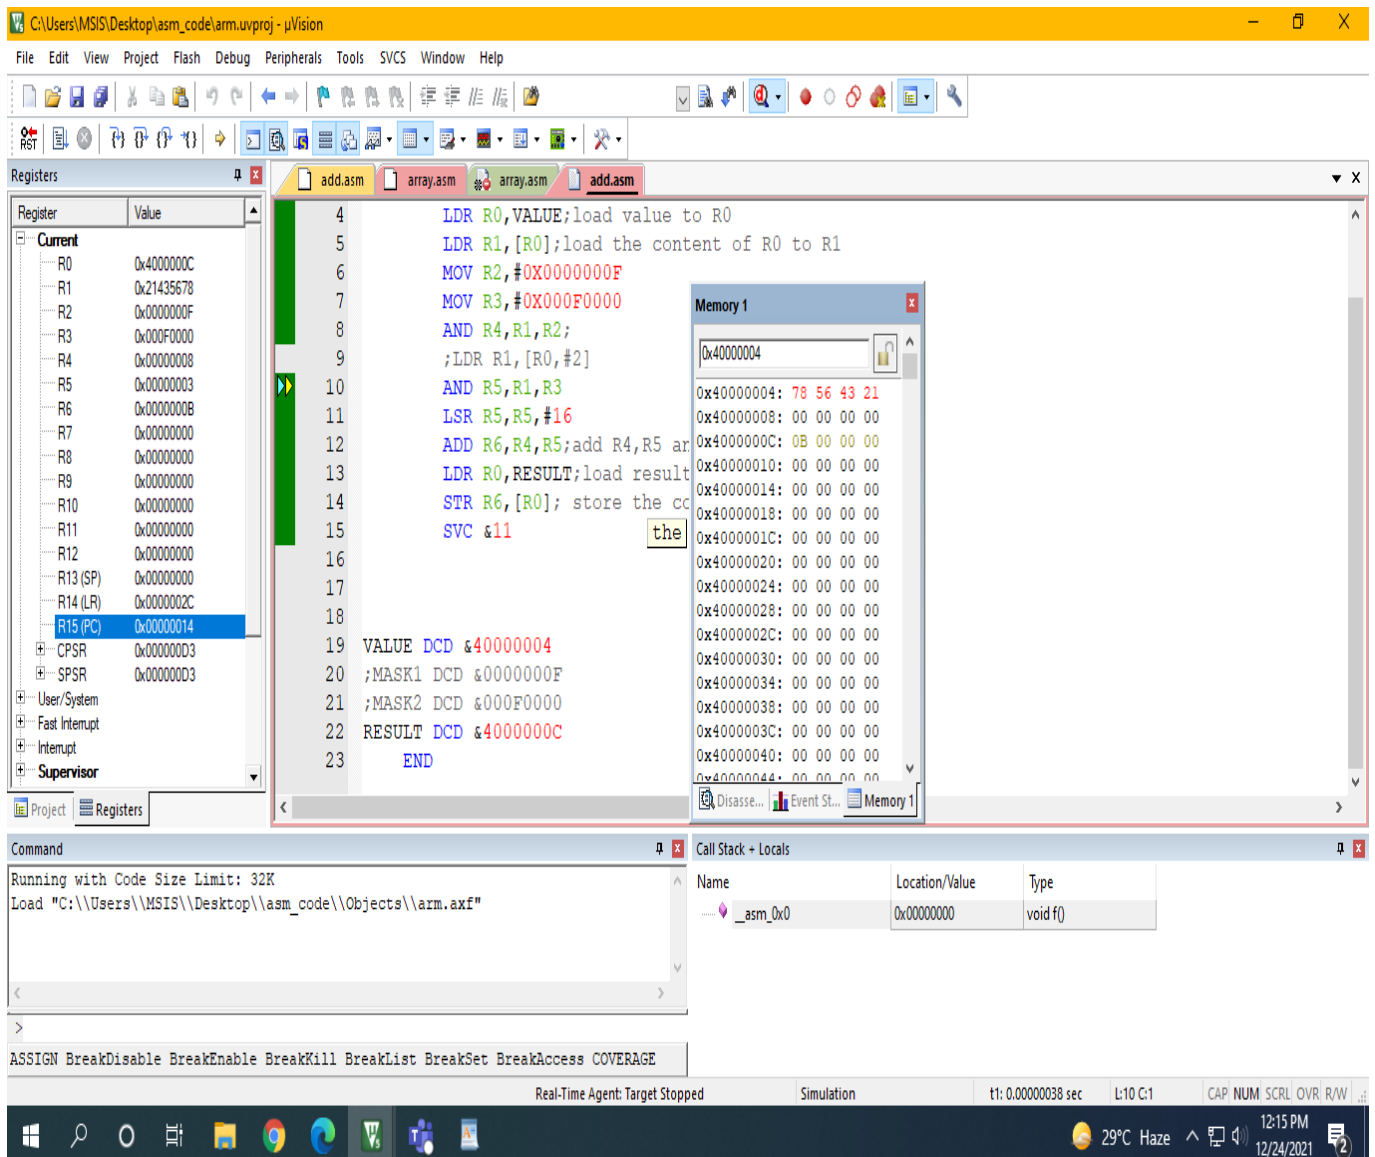 C:\Users\MSIS\Desktop\asm_code\arm.uvproj - µVision
File Edit View Project Flash Debug Peripherals Tools SVCS Window Help
RST
Registers
add.asm array.asm array.asm add.asm
Register Value
Current
R0 0x4000000C
R1 0x21435678
R2 0x0000000F
R3 0x000F0000
R4 0x00000008
R5 0x00000003
R6 0x0000000B
R7 0x00000000
R8 0x00000000
R9 0x00000000
R10 0x00000000
R11 0x00000000
R12 0x00000000
R13 (SP) 0x00000000
R14 (LR) 0x0000002C
R15 (PC) 0x00000014
CPSR 0x000000D3
SPSR 0x000000D3
User/System
Fast Interrupt
Interrupt
Supervisor
Project Registers
4 LDR R0,VALUE;load value to R0
5 LDR R1,[R0];load the content of R0 to R1
6 MOV R2,#0X0000000F
7 MOV R3,#0X000F0000
8 AND R4,R1,R2;
9 ;LDR R1,[R0,#2]
10 AND R5,R1,R3
11 LSR R5,R5,#16
12 ADD R6,R4,R5;add R4,R5 an
13 LDR R0,RESULT;load result
14 STR R6,[R0]; store the co
15 SVC &11
the
16
17
18
19 VALUE DCD &40000004
20 ;MASK1 DCD &0000000F
21 ;MASK2 DCD &000F0000
22 RESULT DCD &4000000C
23 END
Memory 1
0x40000004
0x40000004: 78 56 43 21
0x40000008: 00 00 00 00
0x4000000C: 0B 00 00 00
0x40000010: 00 00 00 00
0x40000014: 00 00 00 00
0x40000018: 00 00 00 00
0x4000001C: 00 00 00 00
0x40000020: 00 00 00 00
0x40000024: 00 00 00 00
0x40000028: 00 00 00 00
0x4000002C: 00 00 00 00
0x40000030: 00 00 00 00
0x40000034: 00 00 00 00
0x40000038: 00 00 00 00
0x4000003C: 00 00 00 00
0x40000040: 00 00 00 00
0x40000044: 00 00 00 00
Disasse... Event St... Memory 1
Command
Running with Code Size Limit: 32K
Load "C:\\Users\\MSIS\\Desktop\\asm_code\\Objects\\arm.axf"
>
ASSIGN BreakDisable BreakEnable BreakKill BreakList BreakSet BreakAccess COVERAGE
Call Stack + Locals
Name Location/Value Type
__asm_0x0 0x00000000 void f()
Real-Time Agent: Target Stopped Simulation t1: 0.00000038 sec L:10 C:1 CAP NUM SCRL OVR R/W
29°C Haze
12:15 PM
12/24/2021
2